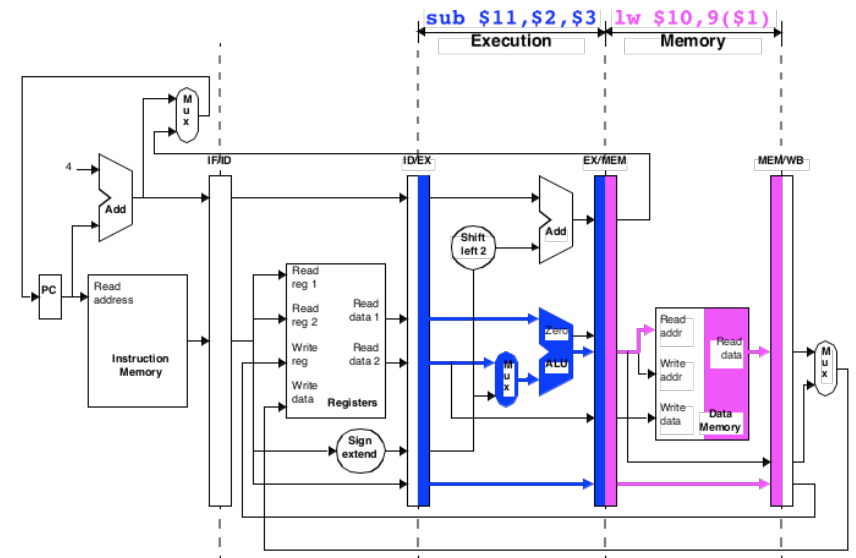 sub $11,$2,$3
lw $10,9($1)
Execution
Memory
M
u
x
IF/ID
ID/EX
EX/MEM
MEM/WB
4
Add
Shift
left 2
Add
PC
Read
address
Instruction
Memory
Read
reg 1
Read
reg 2
Write
reg
Write
data
Read
data 1
Read
data 2
Registers
Sign
extend
M
u
x
Zero
ALU
Read
addr
Write
addr
Write
data
Read
data
Data
Memory
M
u
x